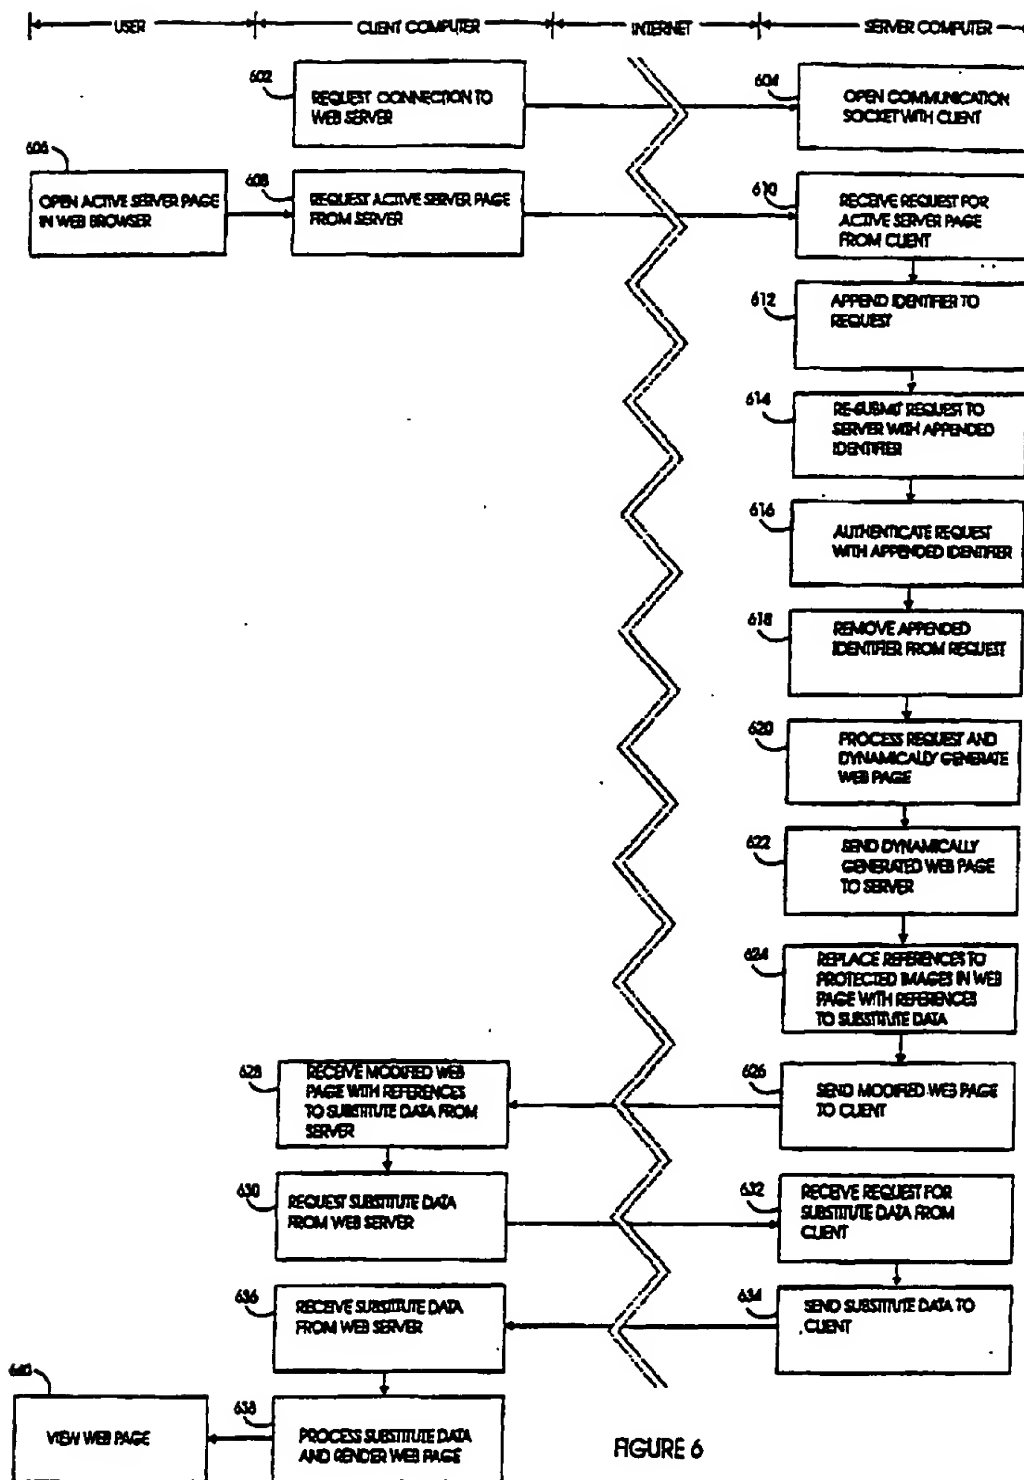 USER CLIENT COMPUTER INTERNET SERVER COMPUTER
602
REQUEST CONNECTION TO
WEB SERVER
604
OPEN COMMUNICATION
SOCKET WITH CLIENT
606
OPEN ACTIVE SERVER PAGE
IN WEB BROWSER
608
REQUEST ACTIVE SERVER PAGE
FROM SERVER
610
RECEIVE REQUEST FOR
ACTIVE SERVER PAGE
FROM CLIENT
612
APPEND IDENTIFIER TO
REQUEST
614
RE-SUBMIT REQUEST TO
SERVER WITH APPENDED
IDENTIFIER
616
AUTHENTICATE REQUEST
WITH APPENDED IDENTIFIER
618
REMOVE APPENDED
IDENTIFIER FROM REQUEST
620
PROCESS REQUEST AND
DYNAMICALLY GENERATE
WEB PAGE
622
SEND DYNAMICALLY
GENERATED WEB PAGE
TO SERVER
624
REPLACE REFERENCES TO
PROTECTED IMAGES IN WEB
PAGE WITH REFERENCES
TO SUBSTITUTE DATA
626
SEND MODIFIED WEB PAGE
TO CLIENT
628
RECEIVE MODIFIED WEB
PAGE WITH REFERENCES
TO SUBSTITUTE DATA FROM
SERVER
630
REQUEST SUBSTITUTE DATA
FROM WEB SERVER
632
RECEIVE REQUEST FOR
SUBSTITUTE DATA FROM
CLIENT
634
SEND SUBSTITUTE DATA TO
CLIENT
636
RECEIVE SUBSTITUTE DATA
FROM WEB SERVER
638
PROCESS SUBSTITUTE DATA
AND RENDER WEB PAGE
640
VIEW WEB PAGE
FIGURE 6